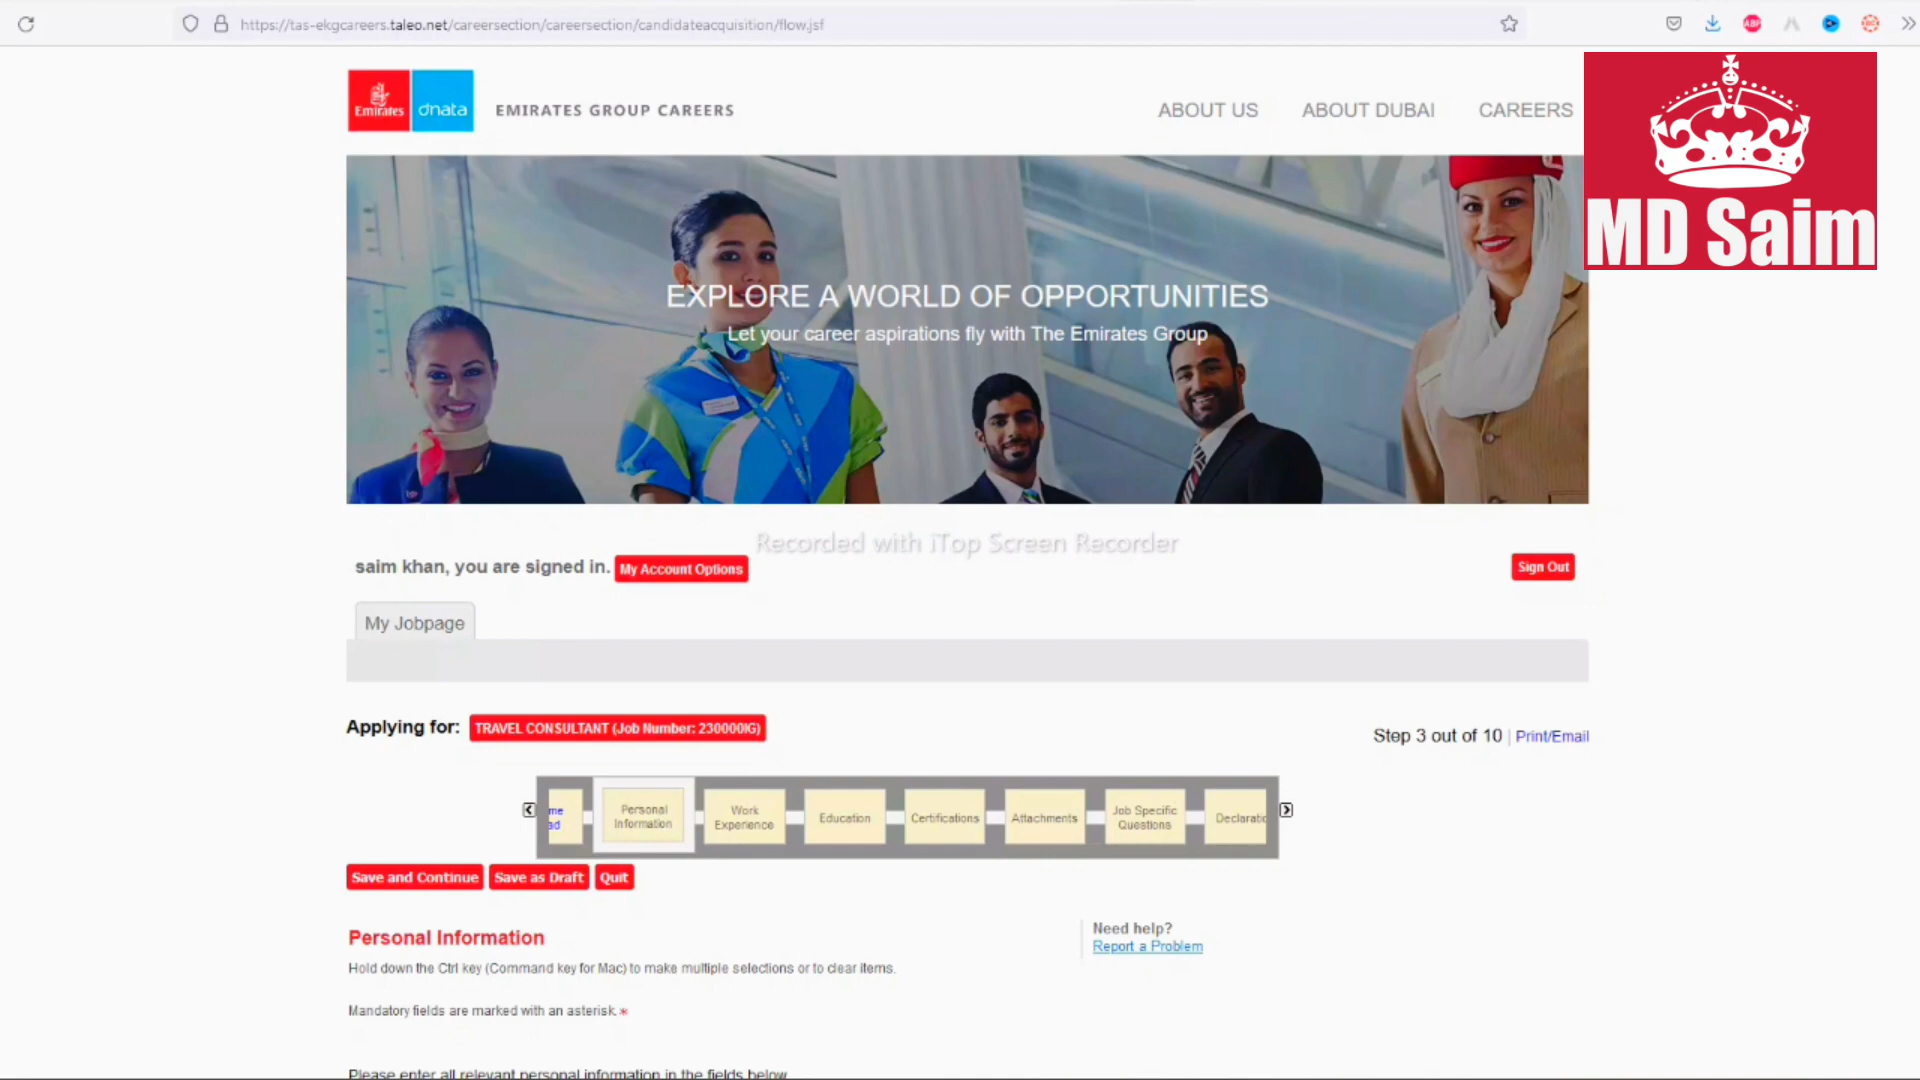 https://tas-ekgcareers.taleo.net/careersection/careersection/candidateacquisition/flow.jsf
ABP
Emirates
dnata
EMIRATES GROUP CAREERS
ABOUT US
ABOUT DUBAI
CAREERS
MD Saim
EXPLORE A WORLD OF OPPORTUNITIES
Let your career aspirations fly with The Emirates Group
Recorded with iTop Screen Recorder
saim khan, you are signed in.
My Account Options
Sign Out
My Jobpage
Applying for:
TRAVEL CONSULTANT (Job Number: 230000IG)
Step 3 out of 10 | Print/Email
me
ad
Personal
Information
Work
Experience
Education
Certifications
Attachments
Job Specific
Questions
Declaratio
Save and Continue
Save as Draft
Quit
Personal Information
Need help?
Report a Problem
Hold down the Ctrl key (Command key for Mac) to make multiple selections or to clear items.
Mandatory fields are marked with an asterisk.*
Please enter all relevant personal information in the fields below